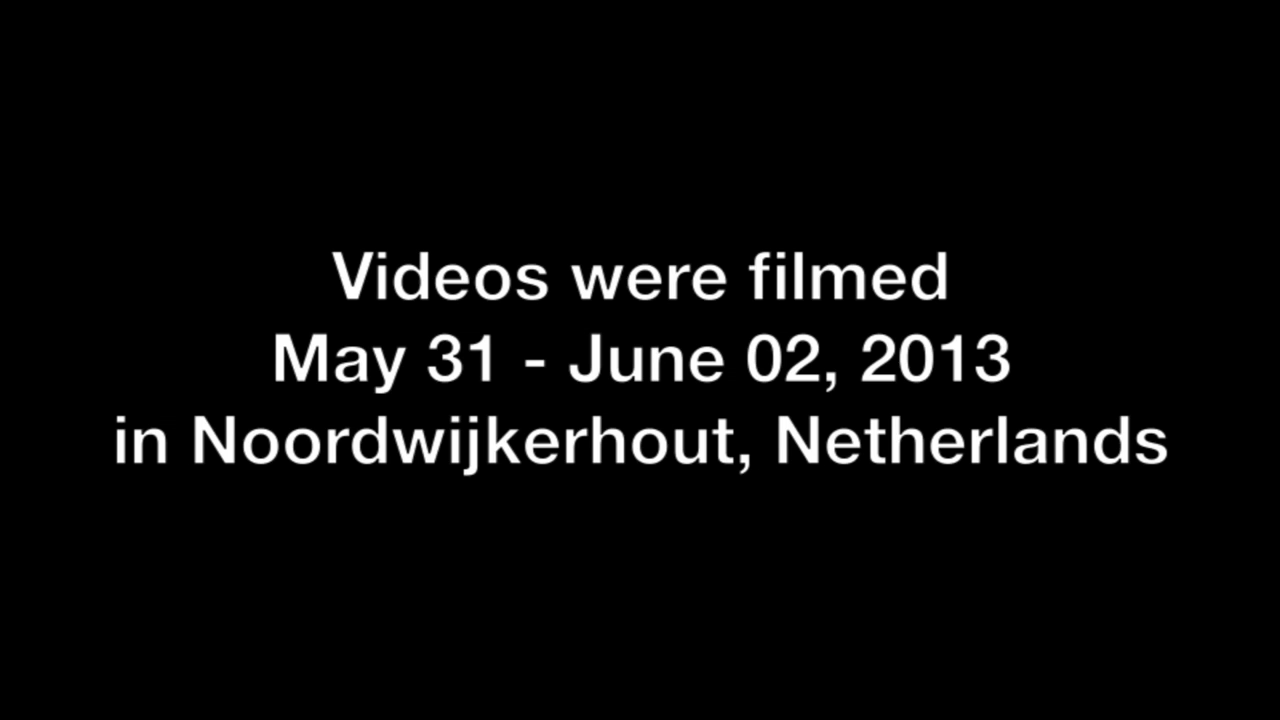 Videos were filmed
May 31 - June 02, 2013
in Noordwijkerhout, Netherlands